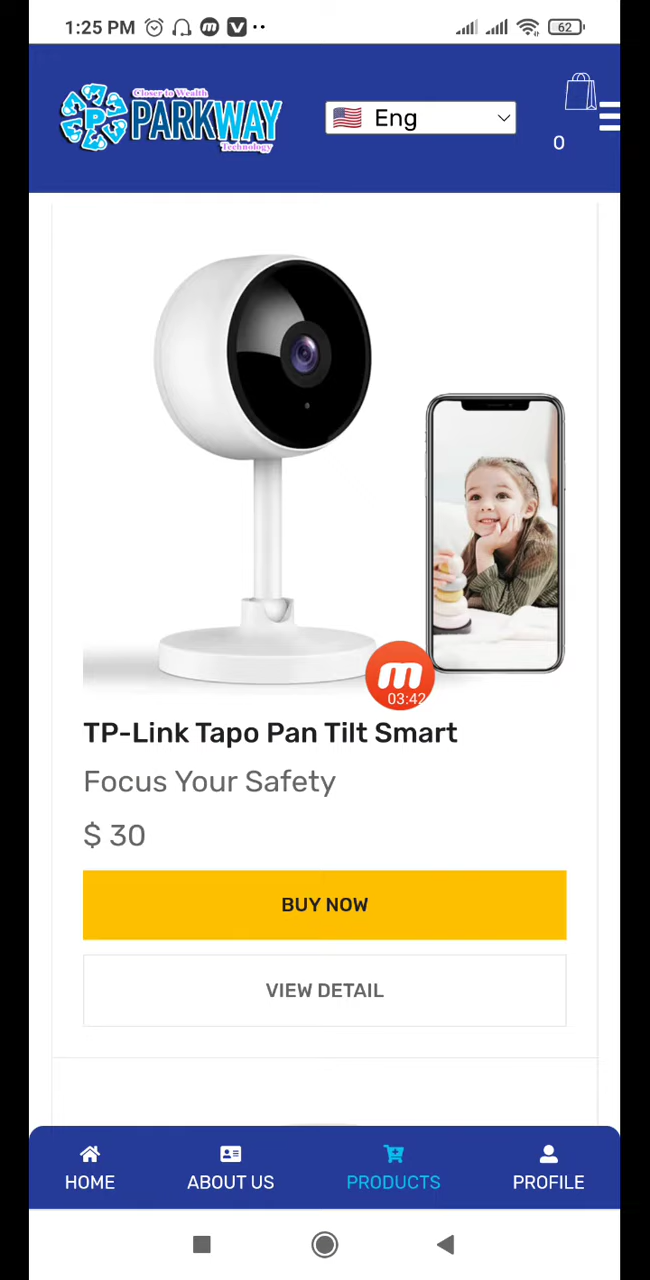 1:25 PM
62
Closer to Wealth
PARKWAY
Technology
Eng
0
03:42
TP-Link Tapo Pan Tilt Smart
Focus Your Safety
$ 30
BUY NOW
VIEW DETAIL
HOME
ABOUT US
PRODUCTS
PROFILE